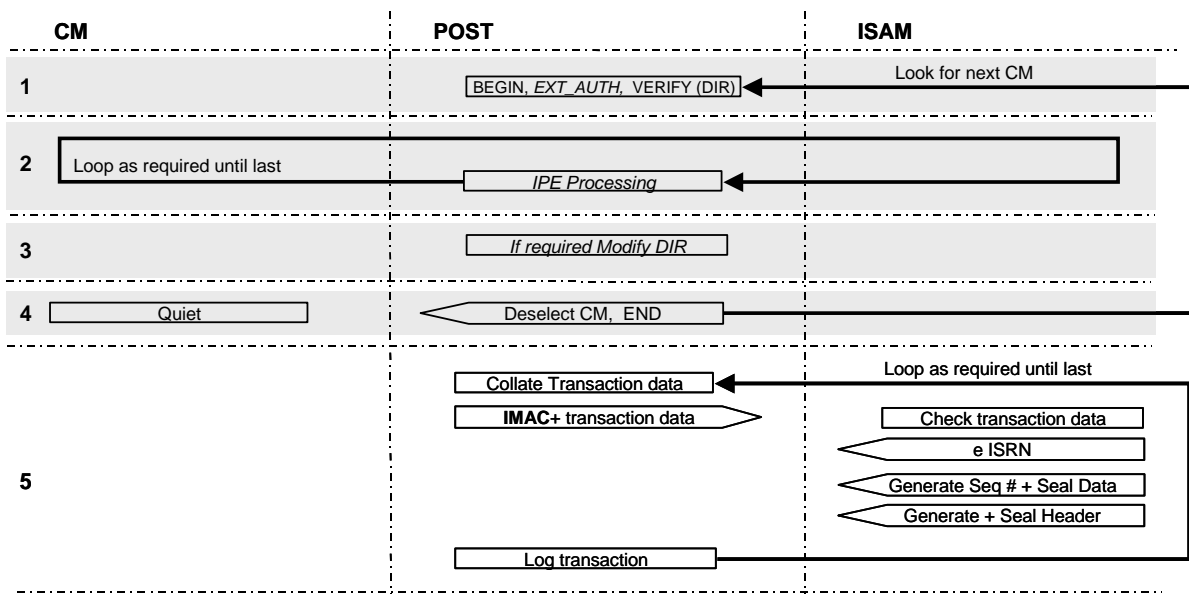 CM POST ISAM
Look for next CM
1 BEGIN, EXT_AUTH, VERIFY (DIR)
2 Loop as required until last
IPE Processing
3 If required Modify DIR
4 Quiet Deselect CM, END
Loop as required until last
Collate Transaction data
IMAC+ transaction data Check transaction data
e ISRN
5 Generate Seq # + Seal Data
Generate + Seal Header
Log transaction